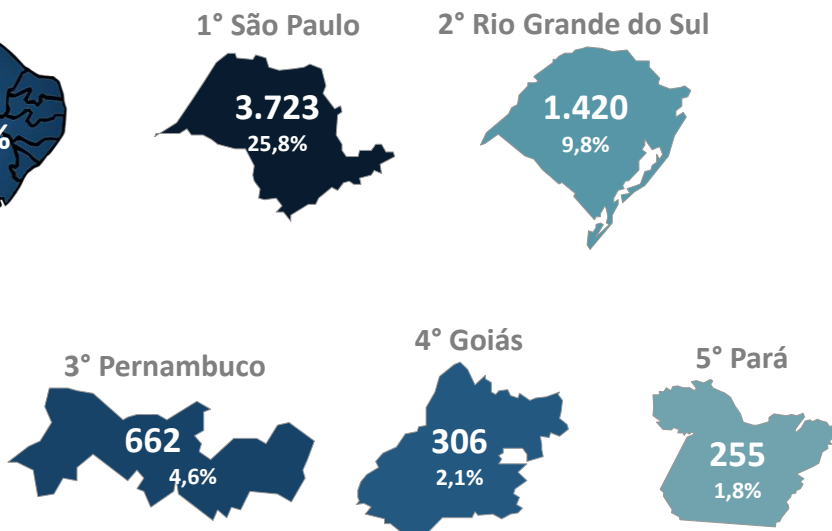 1° São Paulo
2° Rio Grande do Sul
3.723
25,8%
1.420
9,8%
%
3° Pernambuco
4° Goiás
5° Pará
662
4,6%
306
2,1%
255
1,8%